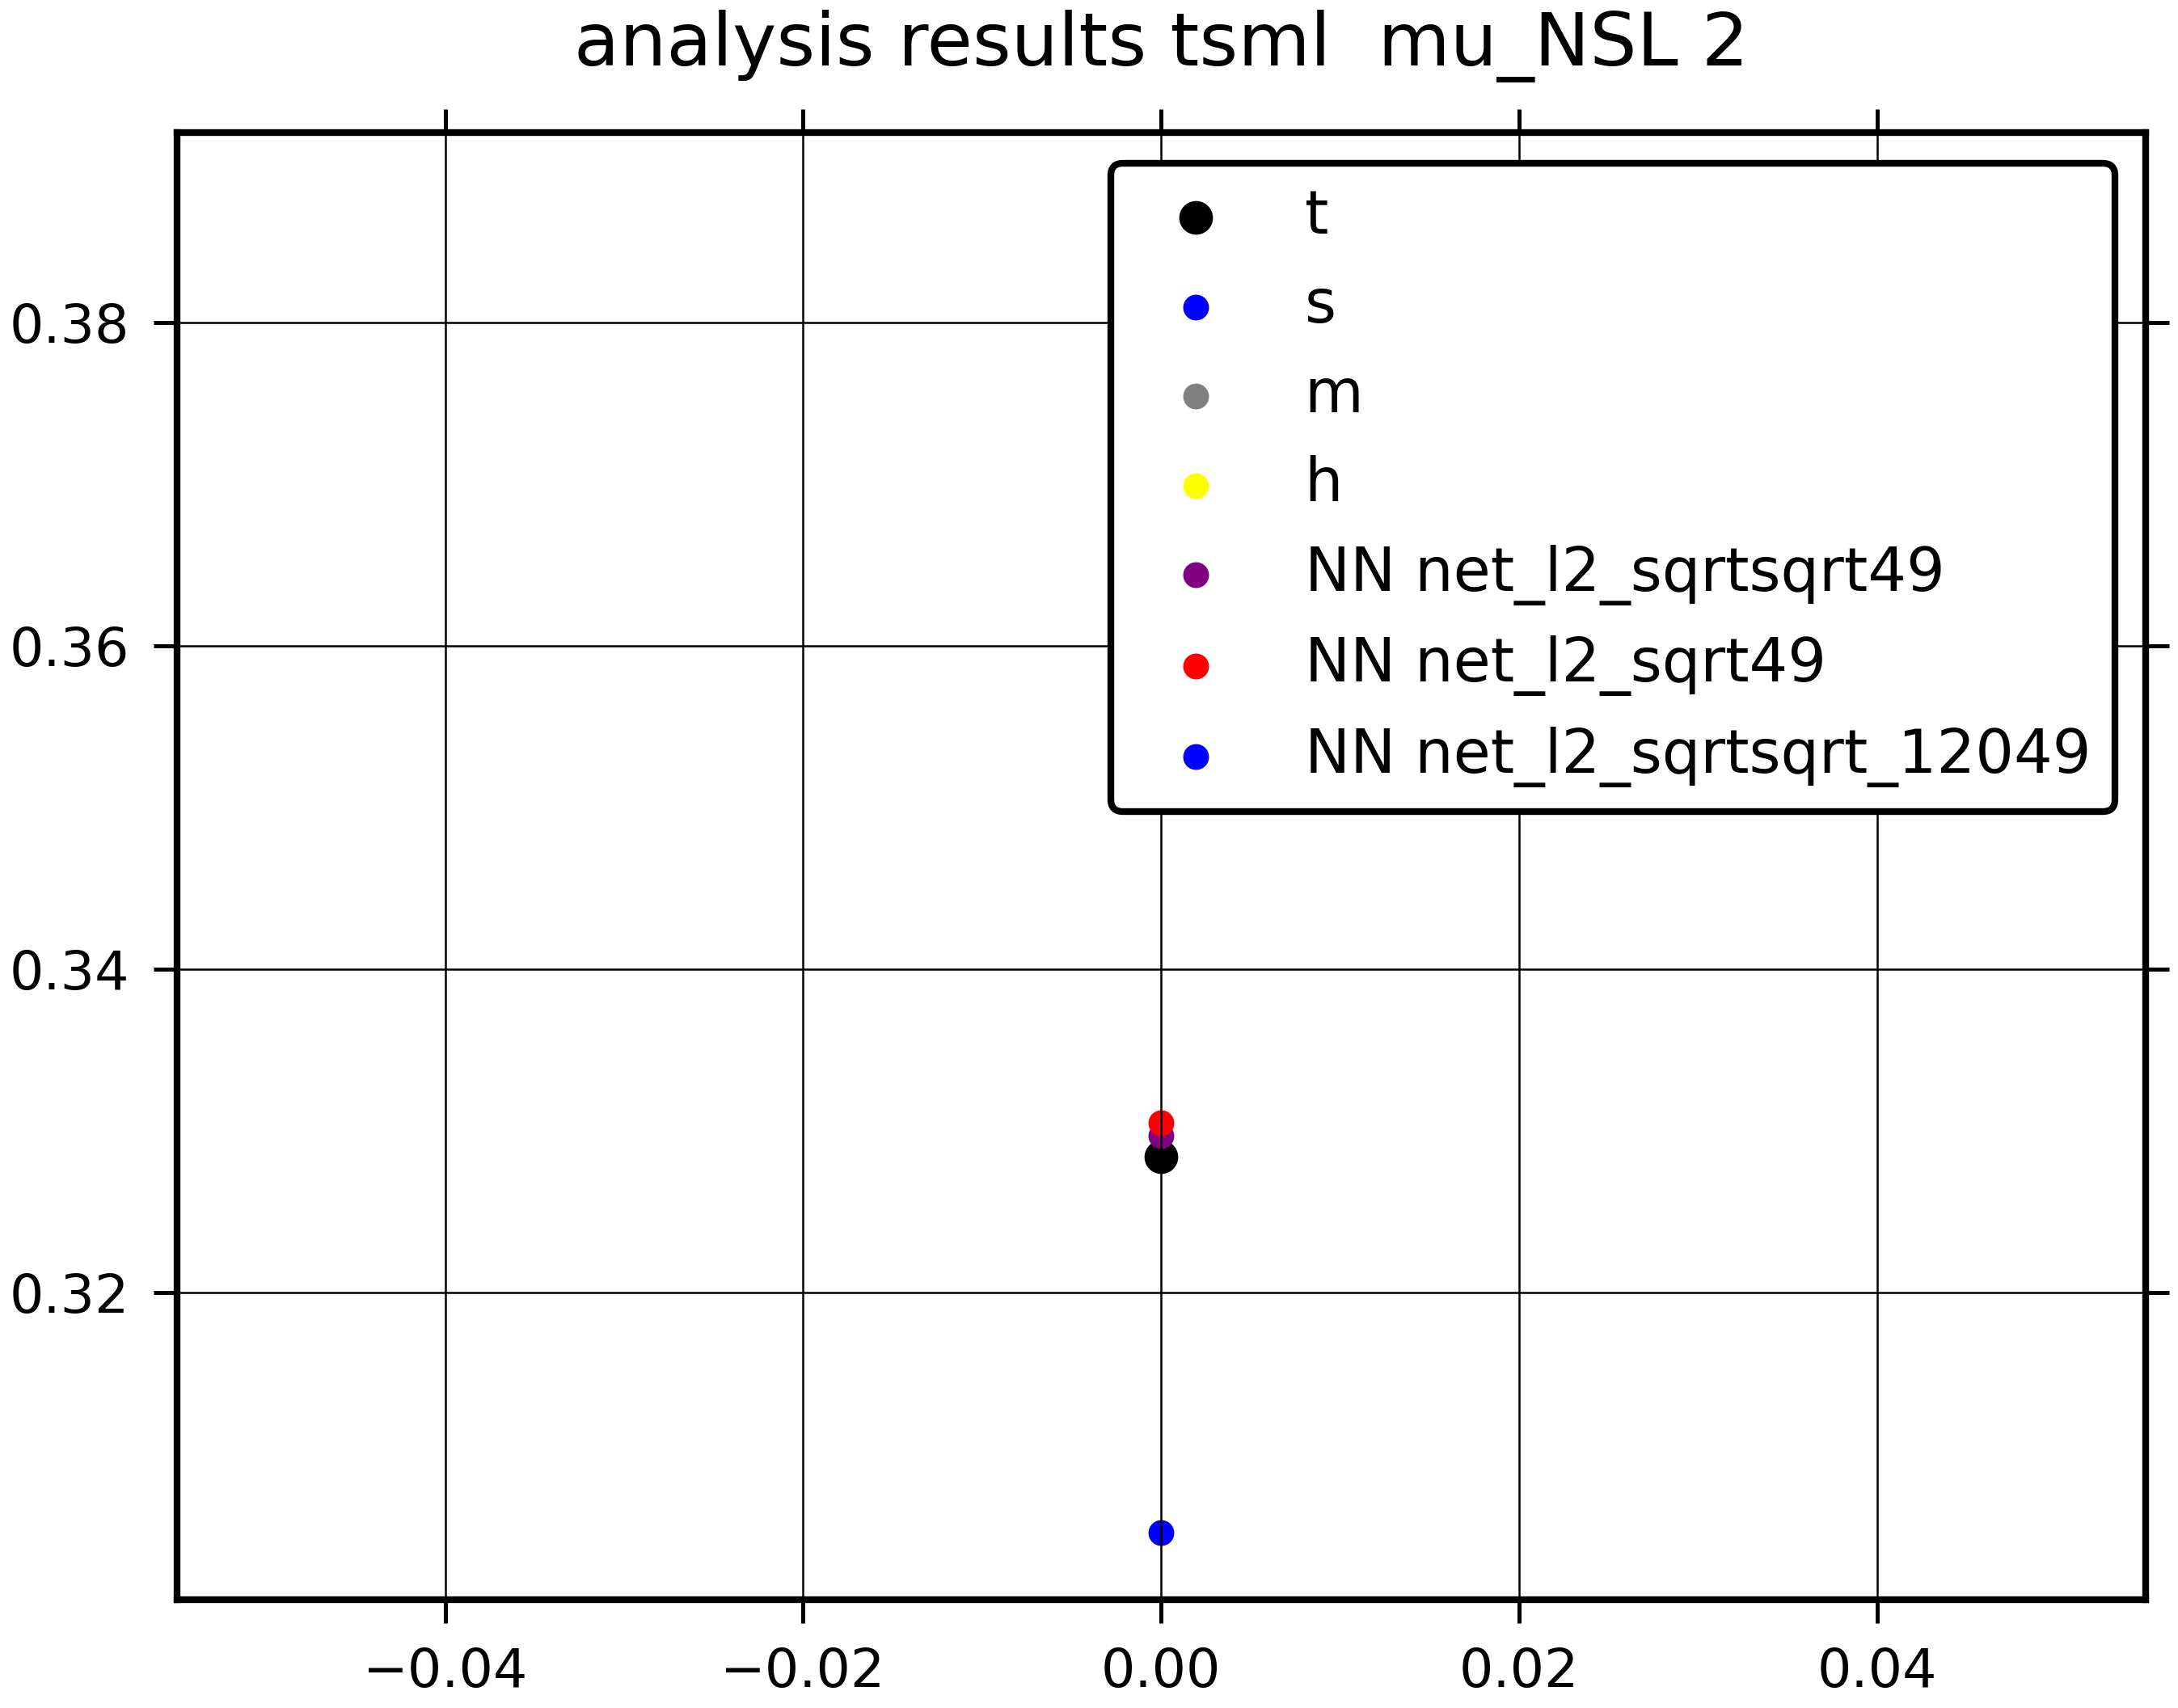 analysis results tsml  mu_NSL 2
t
s
m
h
NN net_l2_sqrtsqrt49
NN net_l2_sqrt49
NN net_l2_sqrtsqrt_12049
0.38
0.36
0.34
0.32
−0.04
−0.02
0.00
0.02
0.04